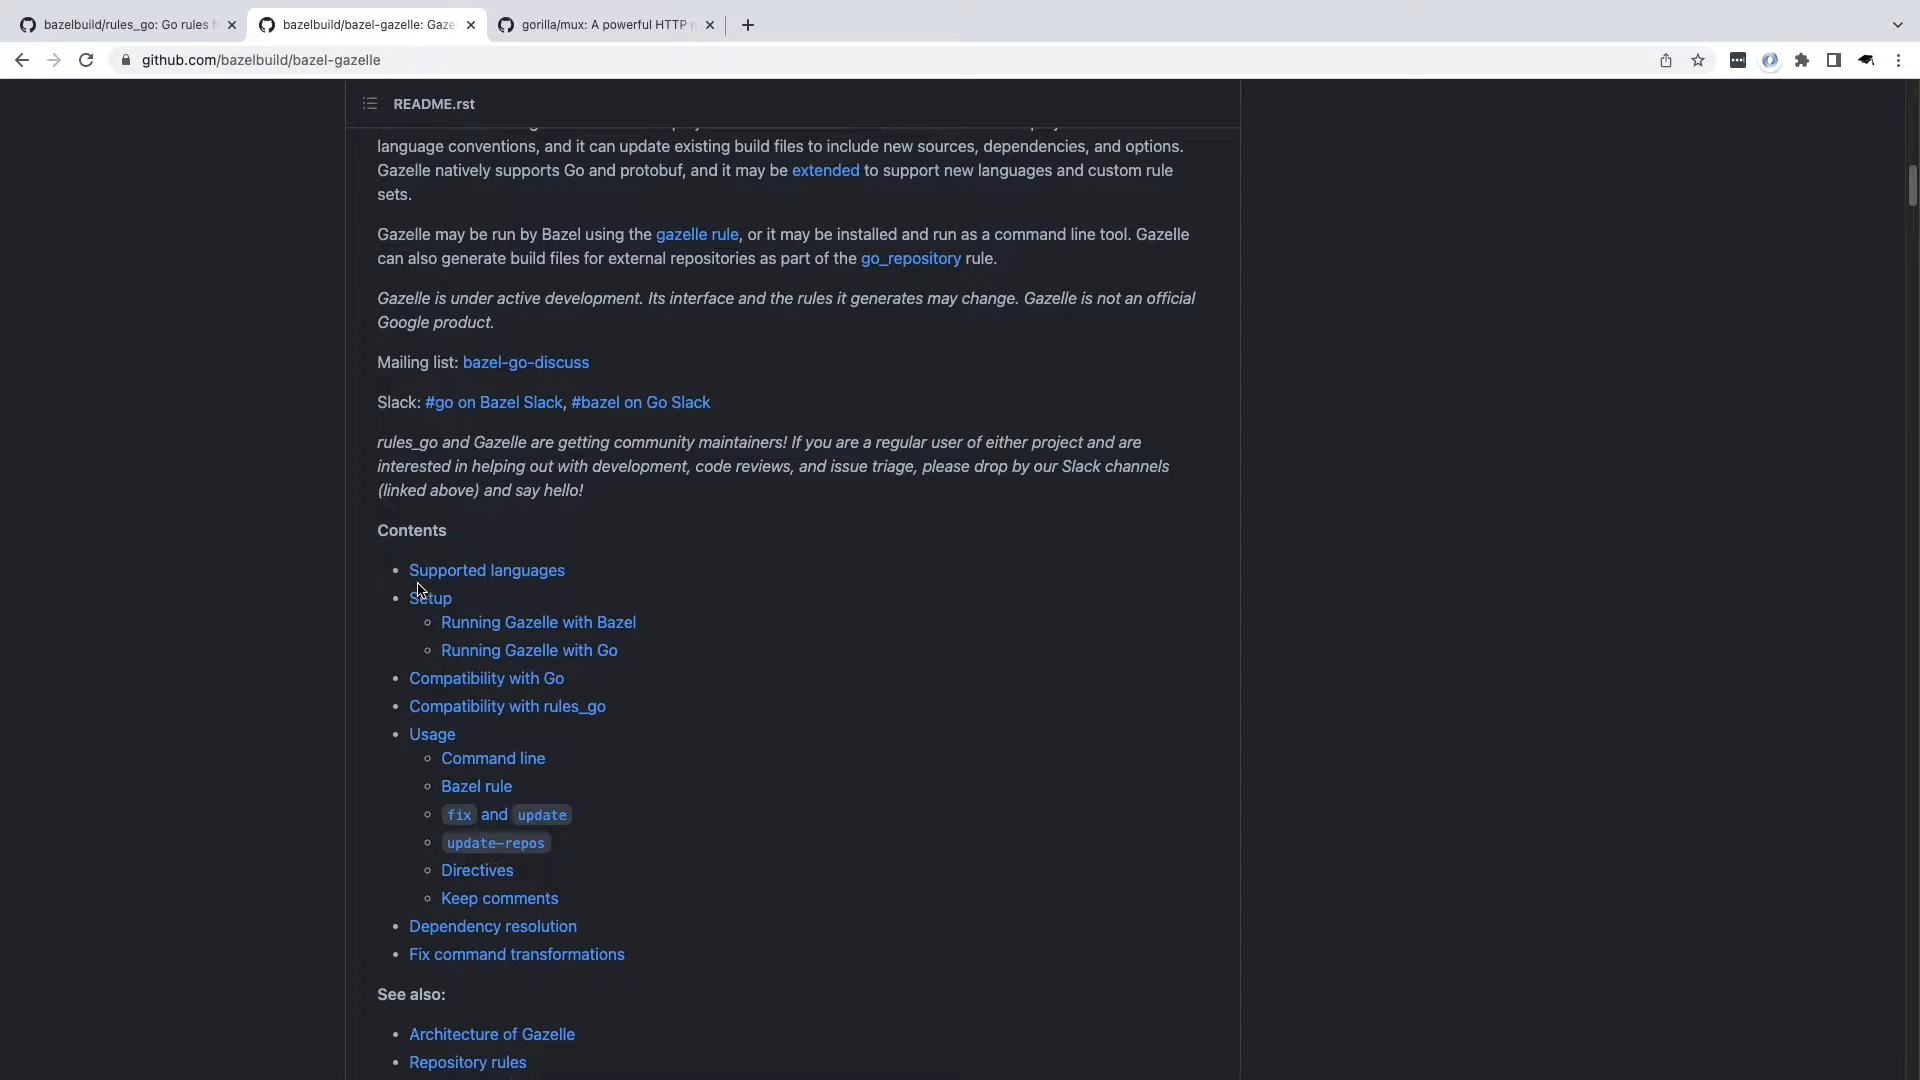 bazelbuild/rules_go: Go rules f
bazelbuild/bazel-gazelle: Gaze
gorilla/mux: A powerful HTTP r
github.com/bazelbuild/bazel-gazelle
README.rst
language conventions, and it can update existing build files to include new sources, dependencies, and options.
Gazelle natively supports Go and protobuf, and it may be extended to support new languages and custom rule
sets.
Gazelle may be run by Bazel using the gazelle rule, or it may be installed and run as a command line tool. Gazelle
can also generate build files for external repositories as part of the go_repository rule.
Gazelle is under active development. Its interface and the rules it generates may change. Gazelle is not an official
Google product.
Mailing list: bazel-go-discuss
Slack: #go on Bazel Slack, #bazel on Go Slack
rules_go and Gazelle are getting community maintainers! If you are a regular user of either project and are
interested in helping out with development, code reviews, and issue triage, please drop by our Slack channels
(linked above) and say hello!
Contents
Supported languages
Setup
Running Gazelle with Bazel
Running Gazelle with Go
Compatibility with Go
Compatibility with rules_go
Usage
Command line
Bazel rule
fix and update
update-repos
Directives
Keep comments
Dependency resolution
Fix command transformations
See also:
Architecture of Gazelle
Repository rules